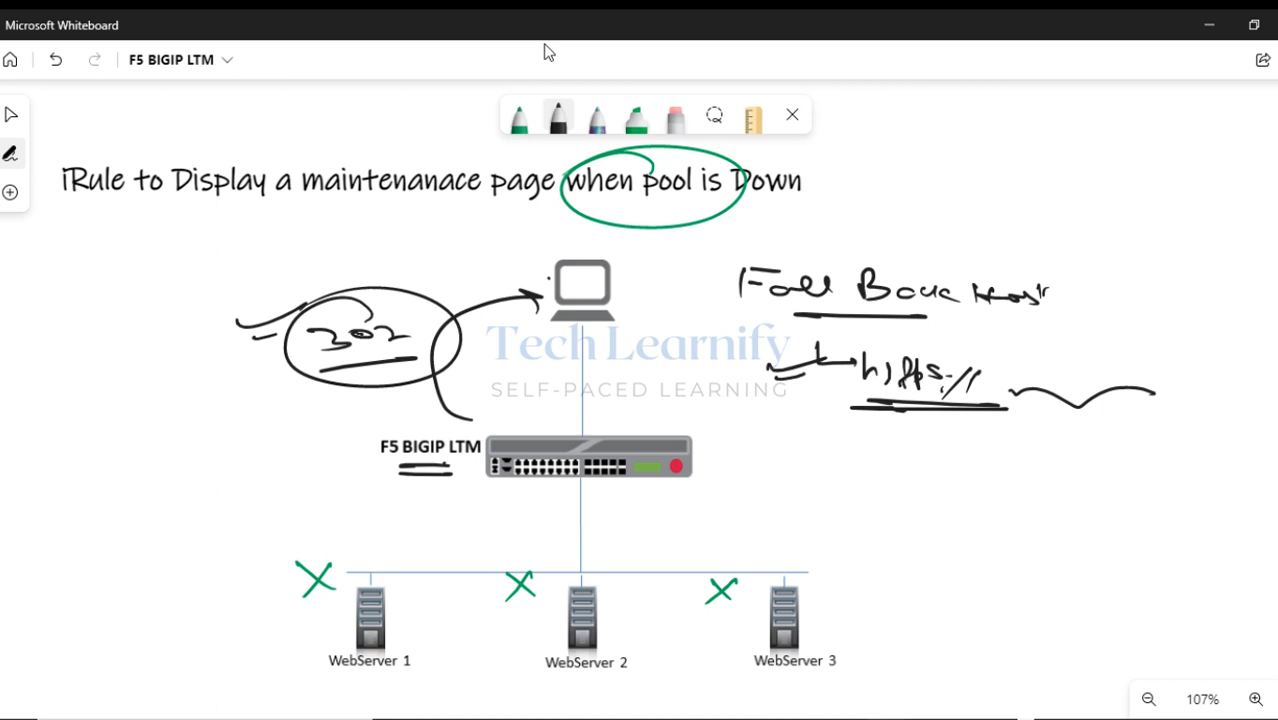 Microsoft Whiteboard
F5 BIGIP LTM
iRule to Display a maintenanace page when pool is Down
302
Fall Back Host
Tech Learnify
https://
SELF-PACED LEARNING
F5 BIGIP LTM
WebServer 1
WebServer 2
WebServer 3
107%